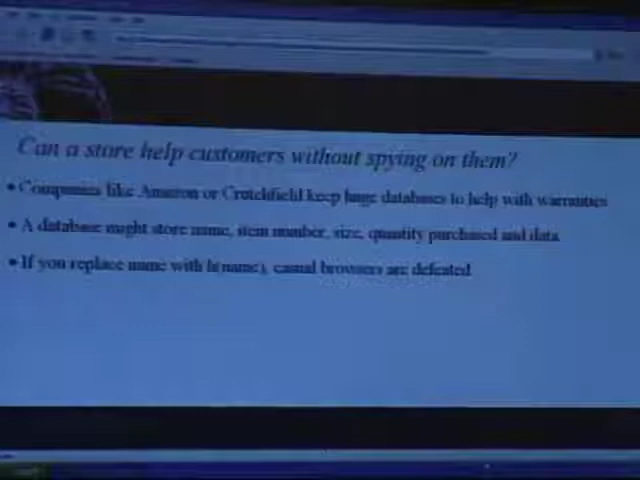 Can a store help customers without spying on them?
• Companies like Amazon or Crutchfield keep huge databases to help with warranties
• A database might store name, item number, size, quantity purchased and data
• If you replace name with h(name), casual browsers are defeated